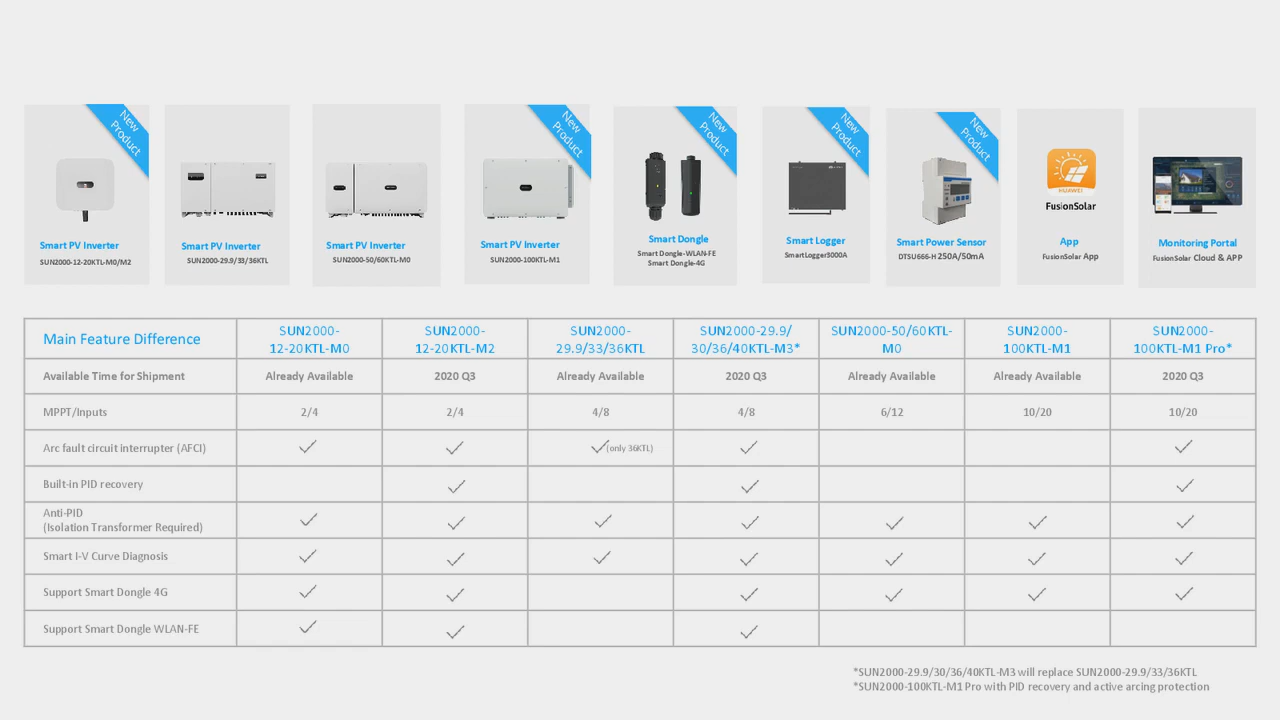 New Product
New Product
New Product
New Product
New Product
HUAWEI
FusionSolar
Smart PV Inverter
SUN2000-12-20KTL-M0/M2
Smart PV Inverter
SUN2000-29.9/33/36KTL
Smart PV Inverter
SUN2000-50/60KTL-M0
Smart PV Inverter
SUN2000-100KTL-M1
Smart Dongle
Smart Dongle-WLAN-FE
Smart Dongle-4G
Smart Logger
SmartLogger3000A
Smart Power Sensor
DTSU666-H 250A/50mA
App
FusionSolar App
Monitoring Portal
FusionSolar Cloud & APP
Main Feature Difference
SUN2000-
12-20KTL-M0
SUN2000-
12-20KTL-M2
SUN2000-
29.9/33/36KTL
SUN2000-29.9/
30/36/40KTL-M3*
SUN2000-50/60KTL-
M0
SUN2000-
100KTL-M1
SUN2000-
100KTL-M1 Pro*
Available Time for Shipment Already Available 2020 Q3 Already Available 2020 Q3 Already Available Already Available 2020 Q3
MPPT/Inputs 2/4 2/4 4/8 4/8 6/12 10/20 10/20
Arc fault circuit interrupter (AFCI) ✓ ✓ ✓(only 36KTL) ✓ ✓
Built-in PID recovery ✓ ✓ ✓
Anti-PID
(Isolation Transformer Required) ✓ ✓ ✓ ✓ ✓ ✓ ✓
Smart I-V Curve Diagnosis ✓ ✓ ✓ ✓ ✓ ✓ ✓
Support Smart Dongle 4G ✓ ✓ ✓ ✓ ✓ ✓
Support Smart Dongle WLAN-FE ✓ ✓ ✓
*SUN2000-29.9/30/36/40KTL-M3 will replace SUN2000-29.9/33/36KTL
*SUN2000-100KTL-M1 Pro with PID recovery and active arcing protection